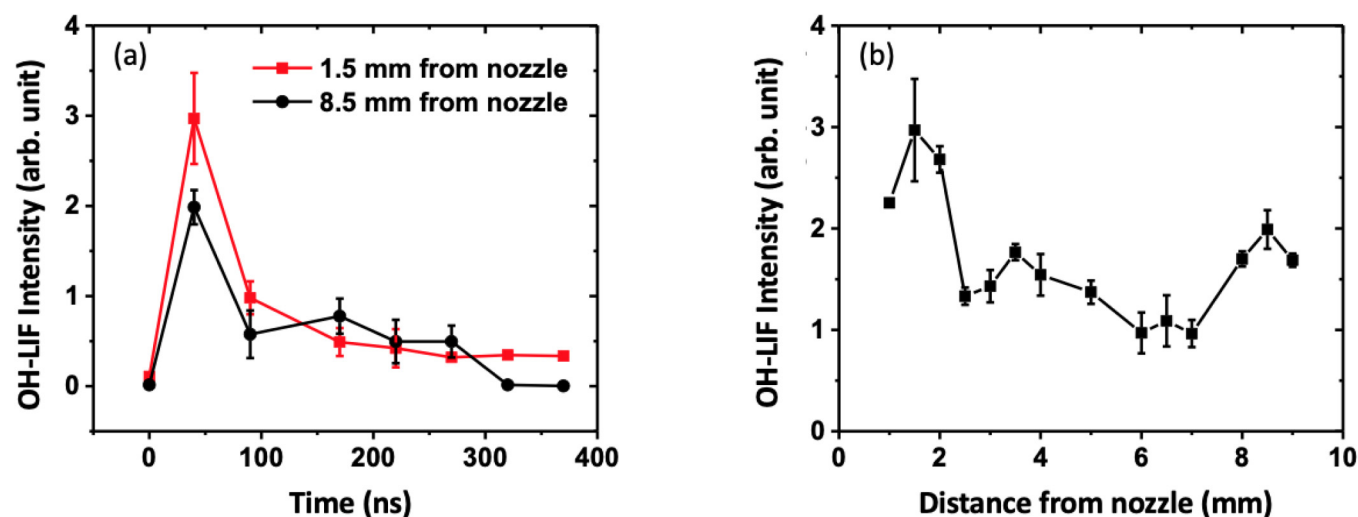 (a)
1.5 mm from nozzle
8.5 mm from nozzle
OH-LIF Intensity (arb. unit)
4
3
2
1
0
0 100 200 300 400
Time (ns)
(b)
OH-LIF Intensity (arb. unit)
4
3
2
1
0
0 2 4 6 8 10
Distance from nozzle (mm)